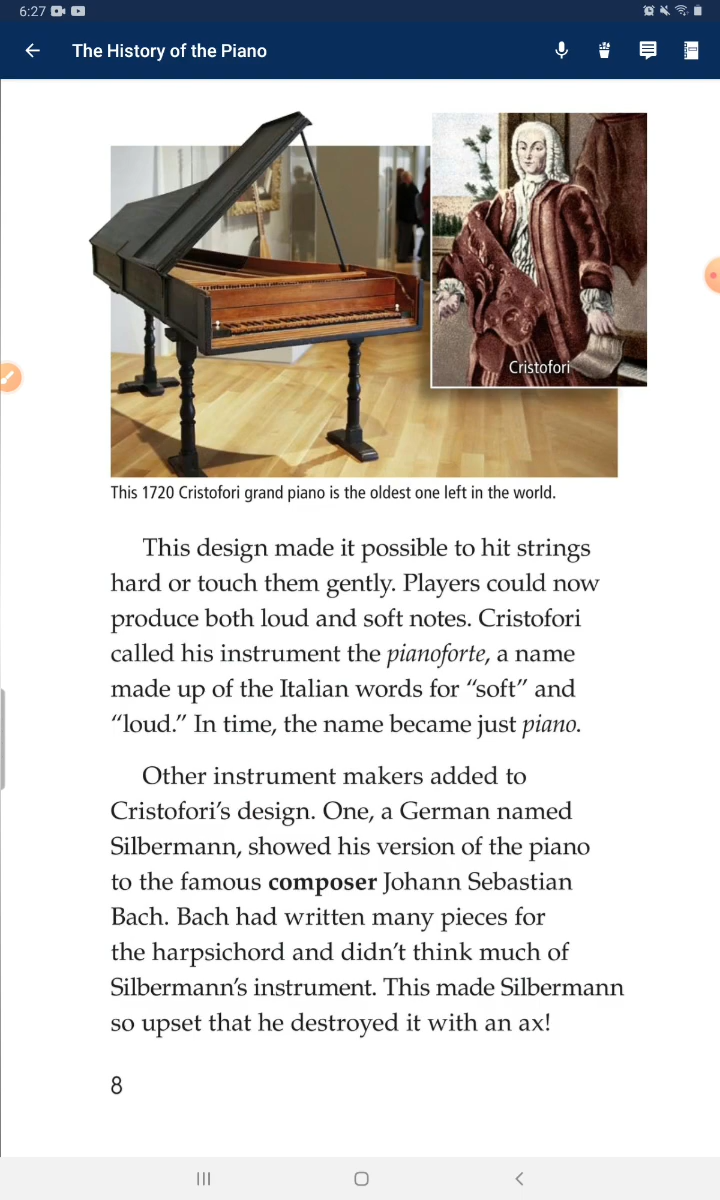 6:27
The History of the Piano
Cristofori
This 1720 Cristofori grand piano is the oldest one left in the world.
This design made it possible to hit strings
hard or touch them gently. Players could now
produce both loud and soft notes. Cristofori
called his instrument the pianoforte, a name
made up of the Italian words for “soft” and
“loud.” In time, the name became just piano.
Other instrument makers added to
Cristofori’s design. One, a German named
Silbermann, showed his version of the piano
to the famous composer Johann Sebastian
Bach. Bach had written many pieces for
the harpsichord and didn’t think much of
Silbermann’s instrument. This made Silbermann
so upset that he destroyed it with an ax!
8